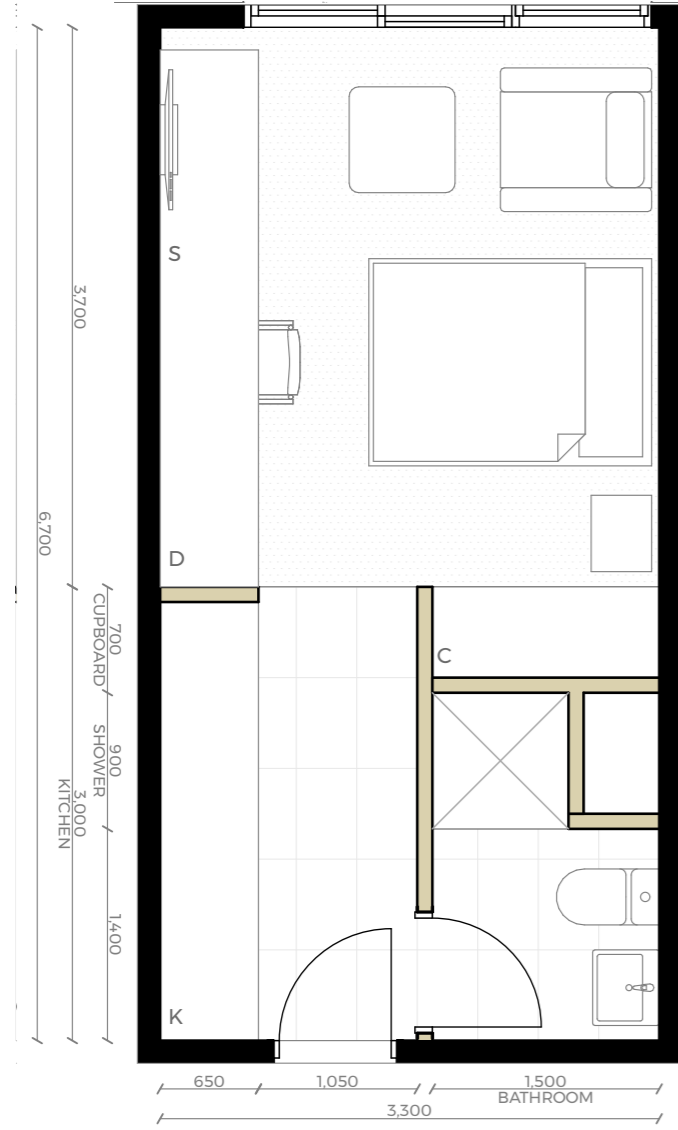 S
3,700
6,700
D
700
CUPBOARD
C
900
SHOWER
3,000
KITCHEN
1,400
K
650
1,050
1,500
BATHROOM
3,300